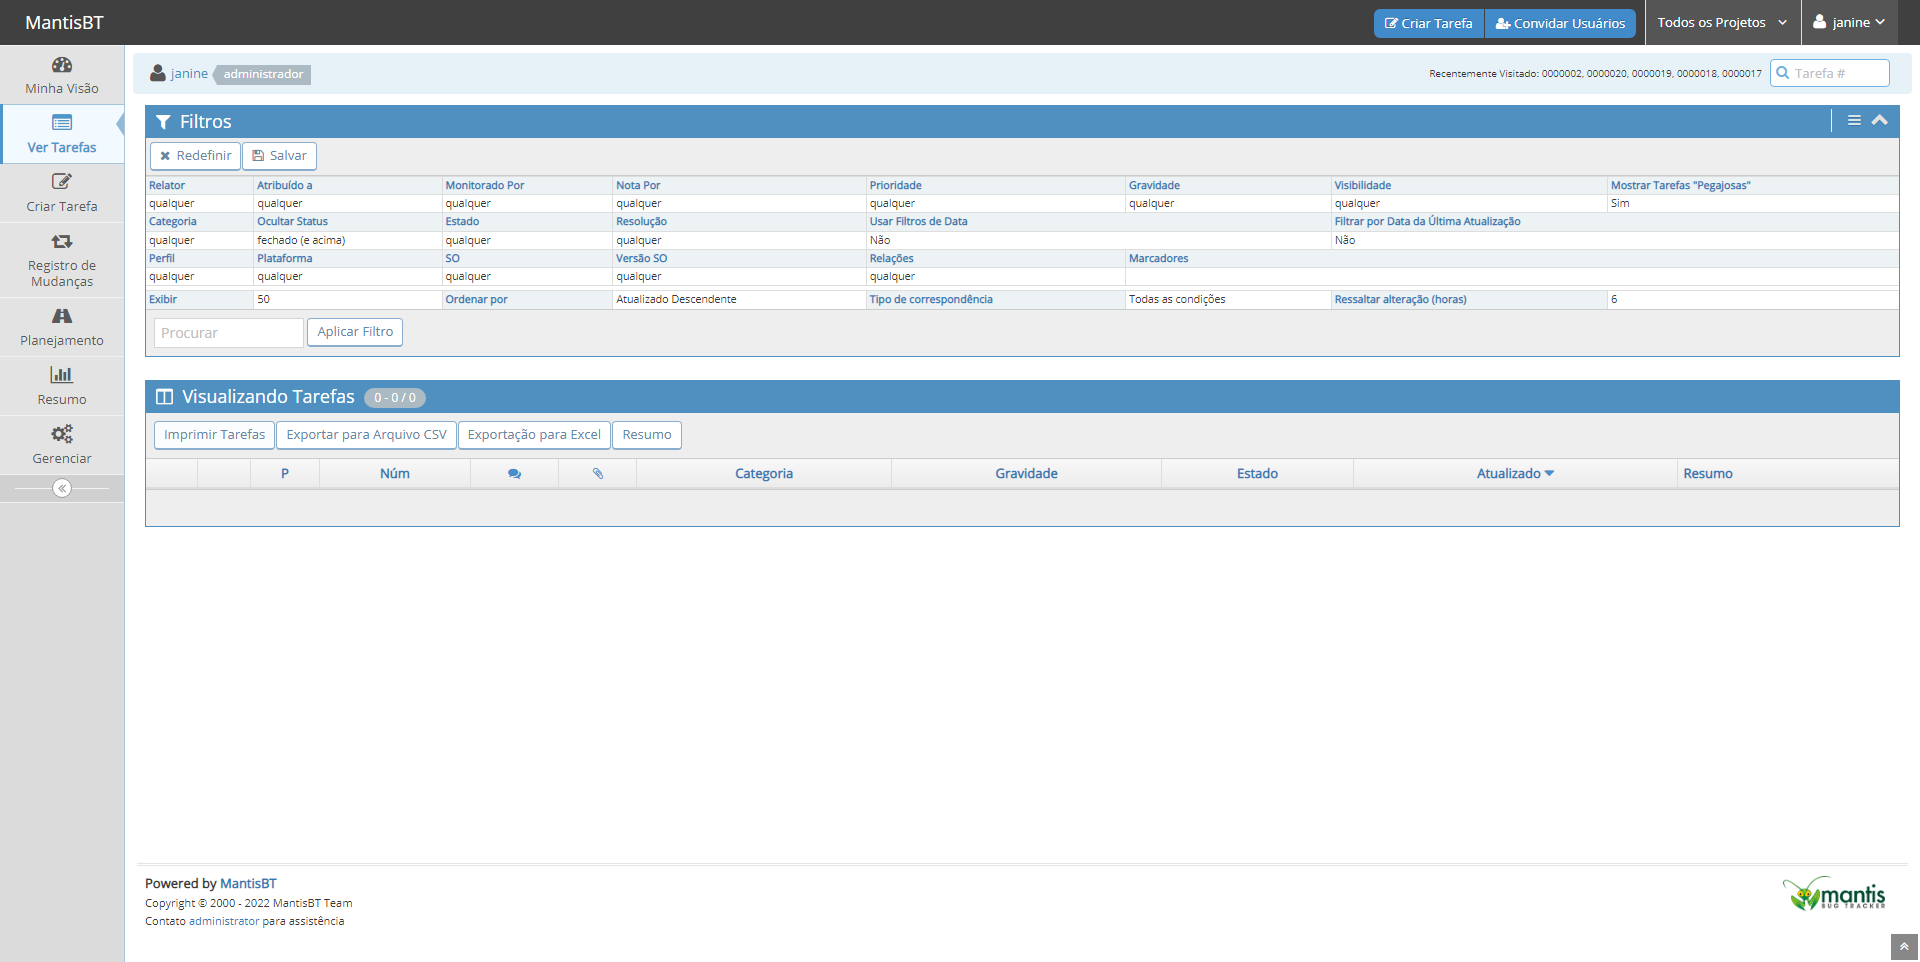 MantisBT
Criar Tarefa
Convidar Usuários
Todos os Projetos
janine
Minha Visão
Ver Tarefas
Criar Tarefa
Registro de
Mudanças
Planejamento
Resumo
Gerenciar
janine administrador
Recentemente Visitado: 0000002, 0000020, 0000019, 0000018, 0000017
Tarefa #
Filtros
Redefinir Salvar
Relator Atribuído a Monitorado Por Nota Por Prioridade Gravidade Visibilidade Mostrar Tarefas "Pegajosas"
qualquer qualquer qualquer qualquer qualquer qualquer qualquer Sim
Categoria Ocultar Status Estado Resolução Usar Filtros de Data Filtrar por Data da Última Atualização
qualquer fechado (e acima) qualquer qualquer Não Não
Perfil Plataforma SO Versão SO Relações Marcadores
qualquer qualquer qualquer qualquer qualquer
Exibir 50 Ordenar por Atualizado Descendente Tipo de correspondência Todas as condições Ressaltar alteração (horas) 6
Procurar Aplicar Filtro
Visualizando Tarefas 0 - 0 / 0
Imprimir Tarefas Exportar para Arquivo CSV Exportação para Excel Resumo
P Núm Categoria Gravidade Estado Atualizado Resumo
Powered by MantisBT
Copyright © 2000 - 2022 MantisBT Team
Contato administrator para assistência
mantis
BUG TRACKER